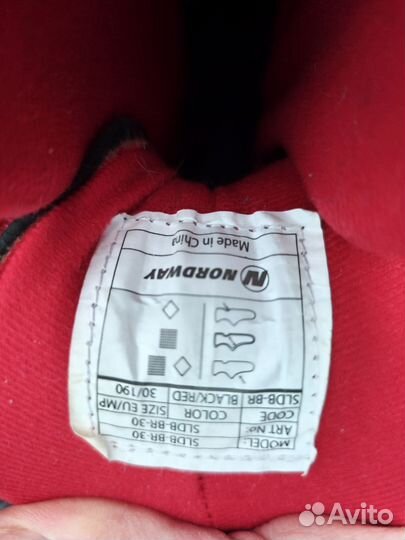 MODEL: SLDB-BR-30
ART No: SLDB-BR-30
CODE COLOR SIZE EU/MP
SLDB-BR BLACK/RED 30/190
NORDWAY
Made in China
Avito